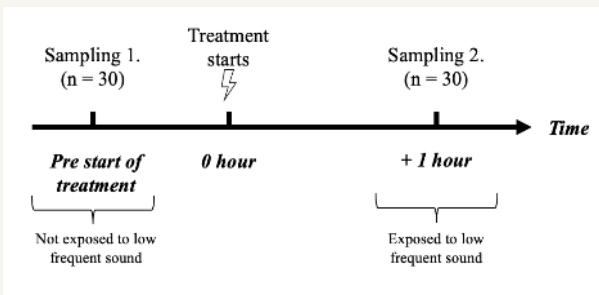 Sampling 1.
(n = 30)
Treatment
starts
Sampling 2.
(n = 30)
Time
Pre start of
treatment
0 hour
+ 1 hour
Not exposed to low
frequent sound
Exposed to low
frequent sound